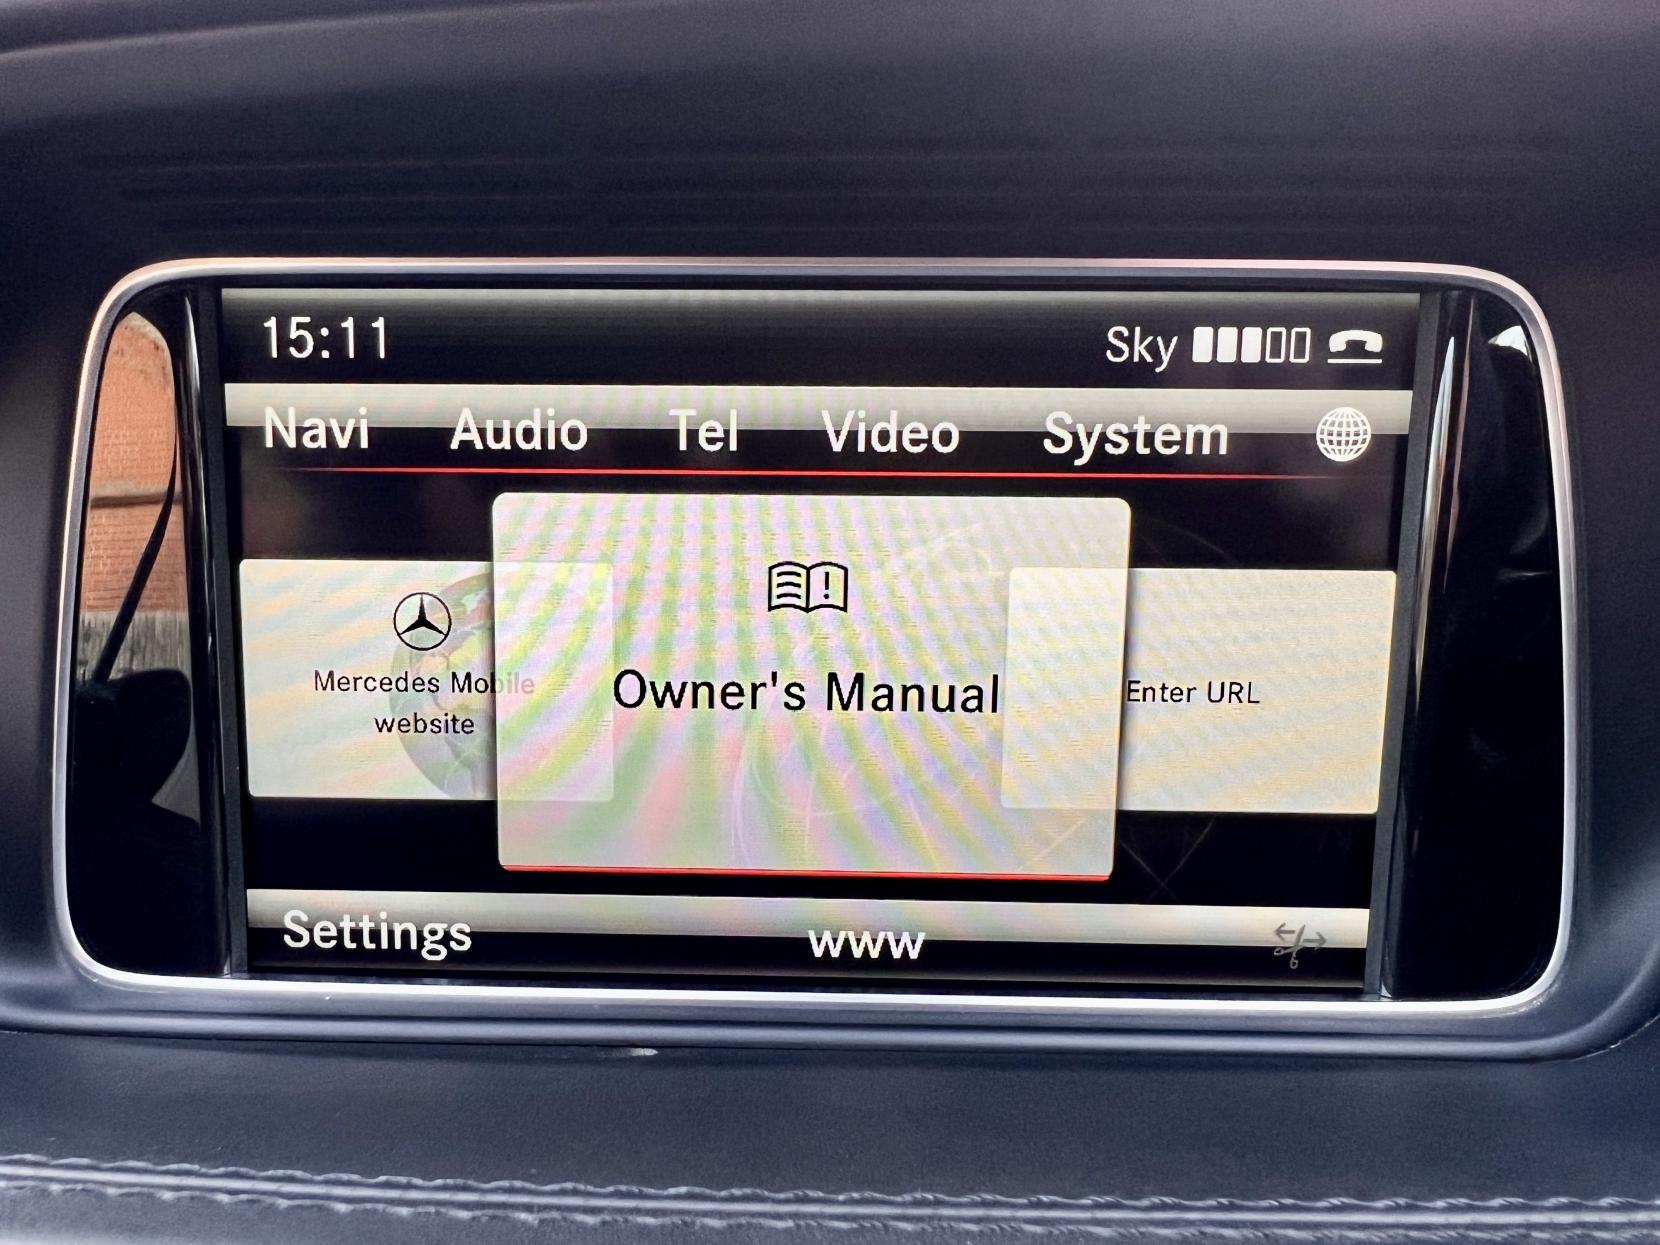 15:11 Sky
Navi Audio Tel Video System
Mercedes Mobile
website
Owner's Manual
Enter URL
Settings www